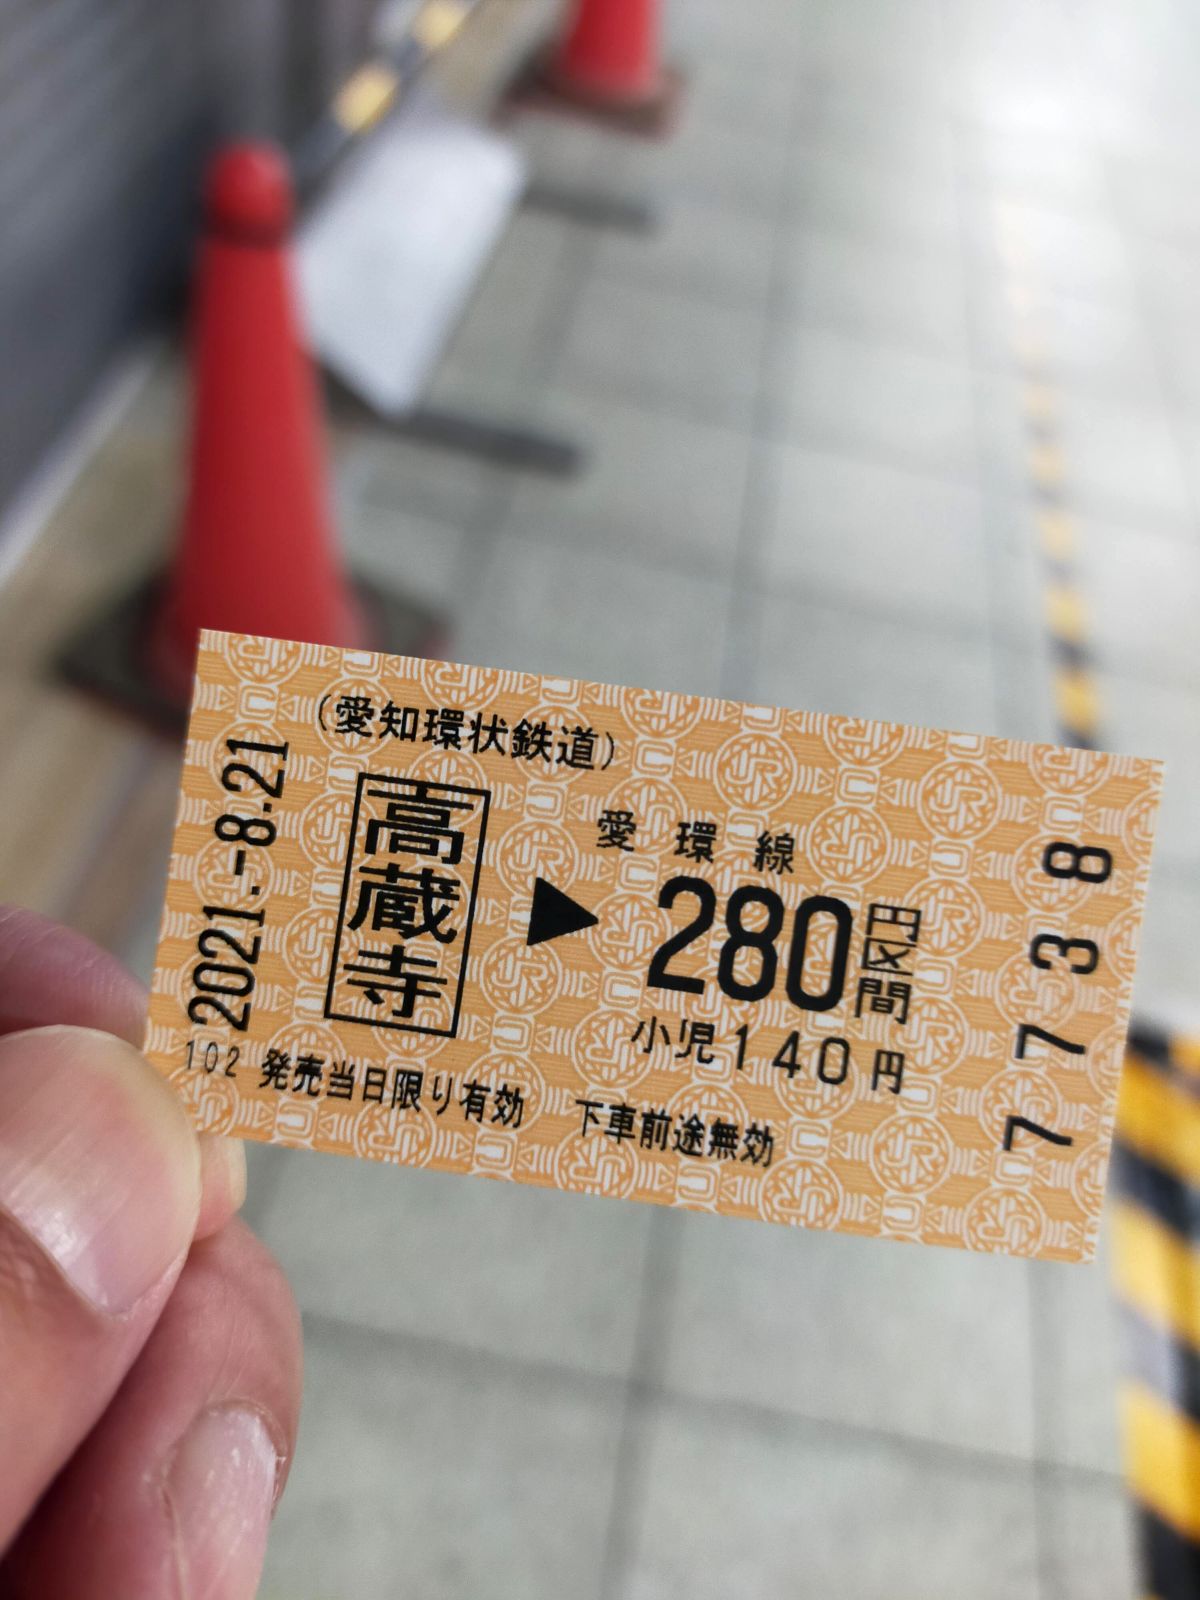 (愛知環状鉄道)
2021.-8.21
高蔵寺
▶
愛環線
280円区間
小児140円
102 発売当日限り有効 下車前途無効
7738